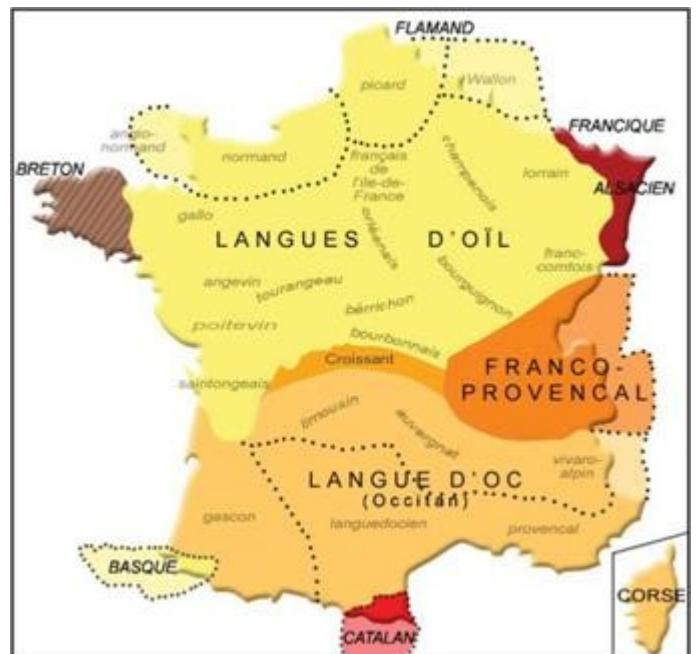 FLAMAND
picard
Wallon
FRANCIQUE
anglo-
normand
normand
français
de
l'île-de-
France
champenois
lorrain
BRETON
ALSACIEN
gallo
orléanais
LANGUES D'OÏL
franc-
comtois
angevin
tourangeau
bourguignon
bérrichon
poitevin
bourbonnais
Croissant
FRANCO-
PROVENCAL
saintongeais
limousin
auvergnat
vivaro-
alpin
LANGUE D'OC
(Occitan)
gascon
languedocien
provencal
BASQUE
CORSE
CATALAN